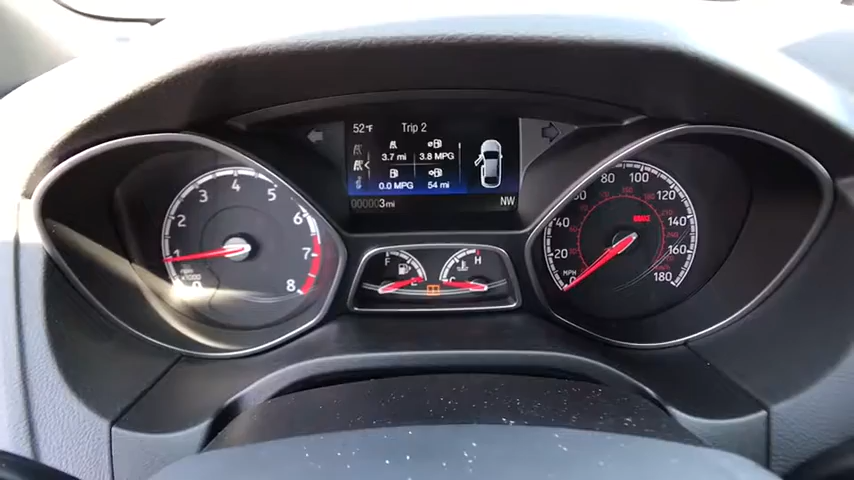 52°F Trip 2
3.7 mi 3.8 MPG
0.0 MPG 54 mi
000003mi NW
1 2 3 4 5 6 7 8
rpm
x1000
F
C H
MPH
20 40 60 80 100 120 140 160 180